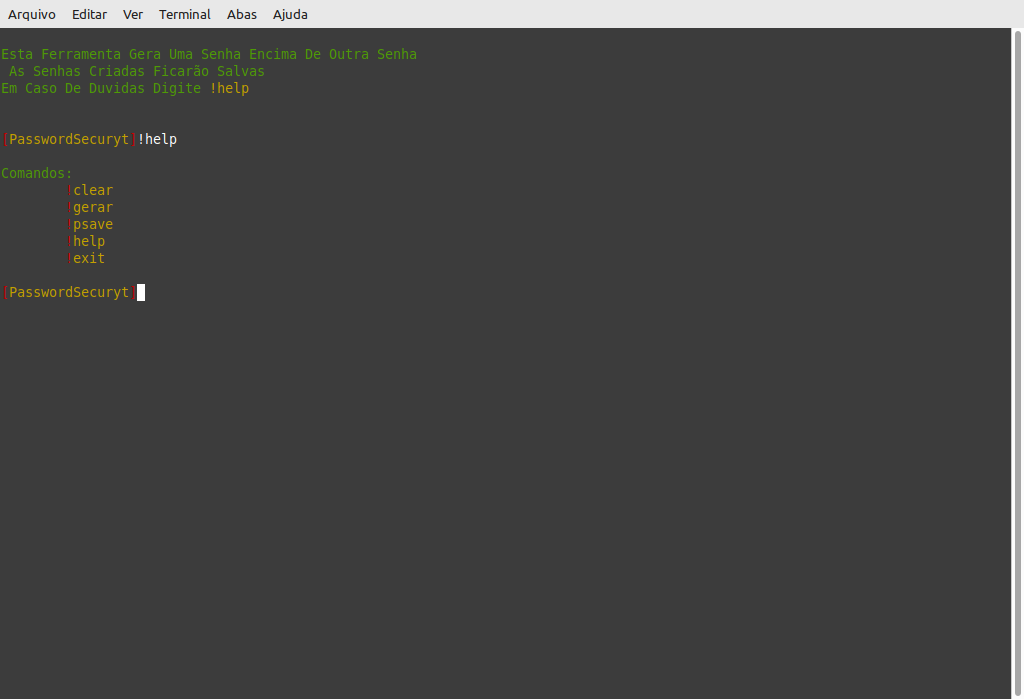 Arquivo Editar Ver Terminal Abas Ajuda
Esta Ferramenta Gera Uma Senha Encima De Outra Senha
As Senhas Criadas Ficarão Salvas
Em Caso De Duvidas Digite !help
|PasswordSecuryt|!help
Comandos:
|clear
|gerar
|psave
|help
|exit
|PasswordSecuryt|